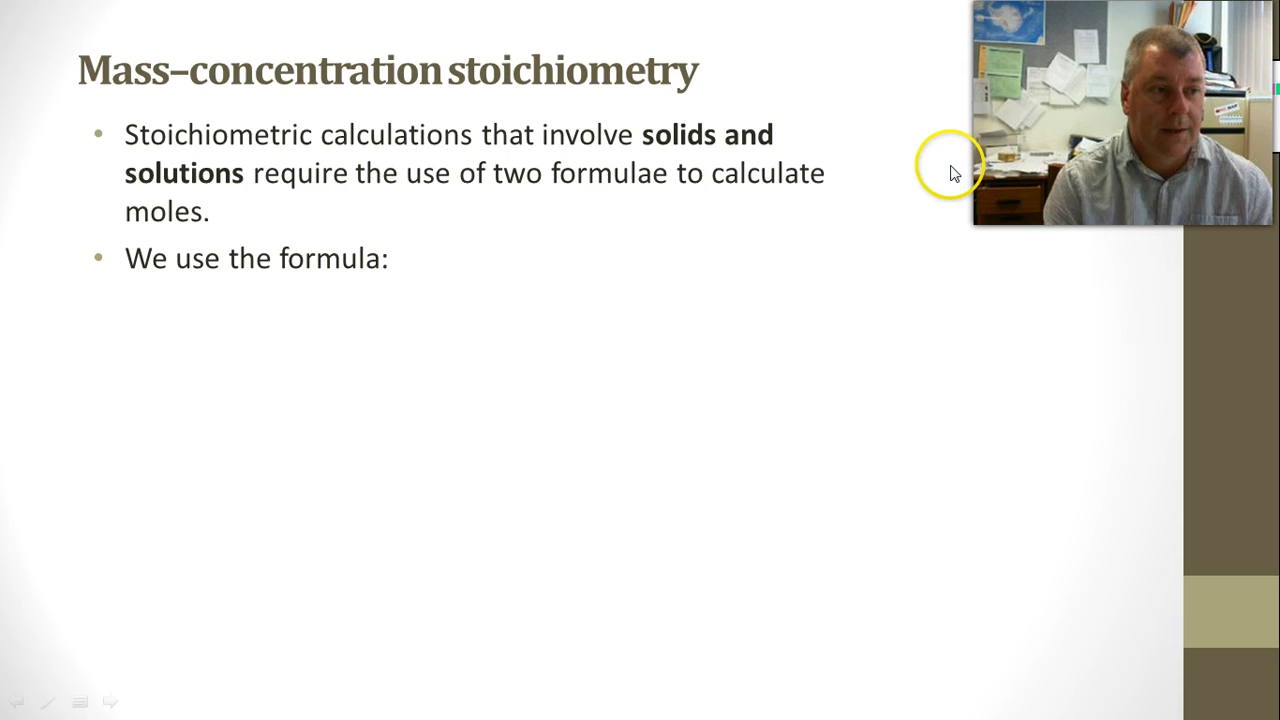 Mass–concentration stoichiometry
• Stoichiometric calculations that involve solids and
solutions require the use of two formulae to calculate
moles.
• We use the formula: